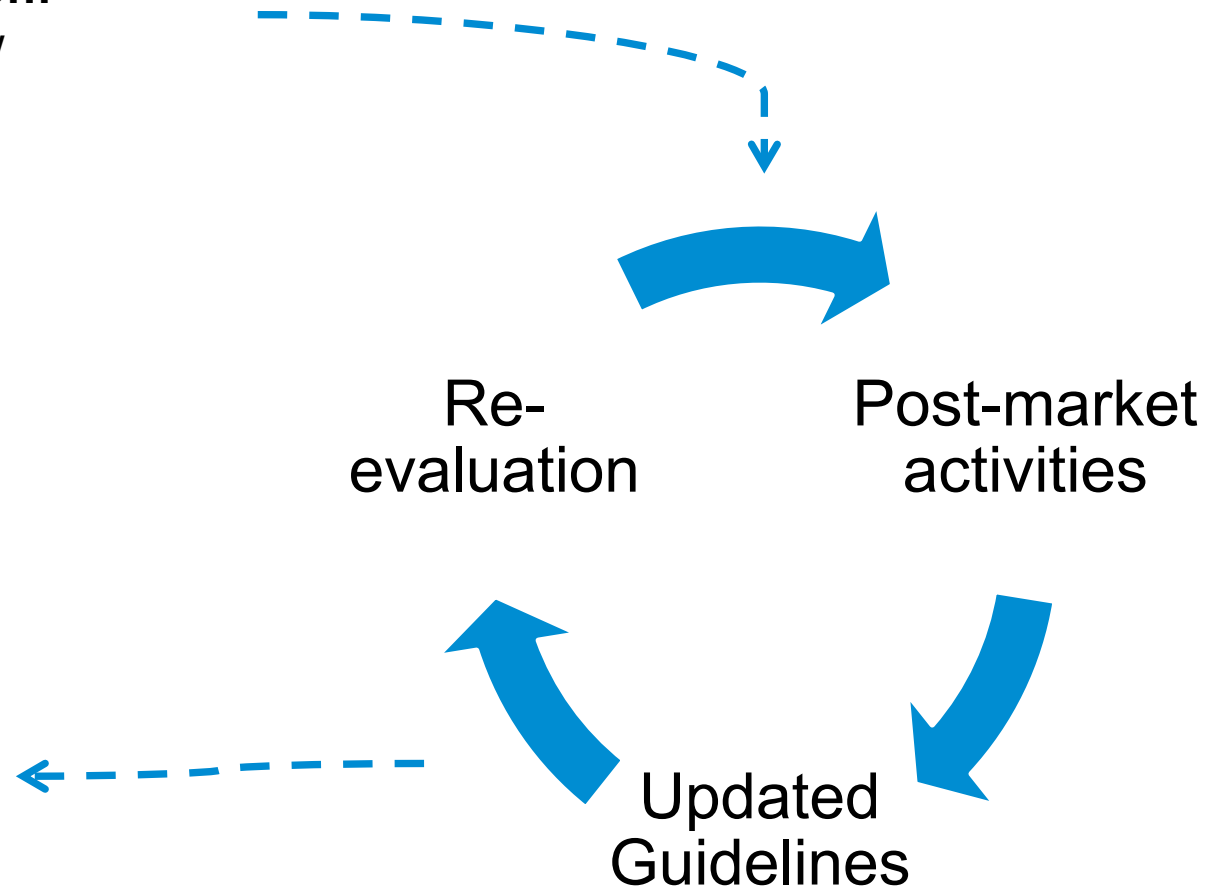 Re-
evaluation
Post-market
activities
Updated
Guidelines